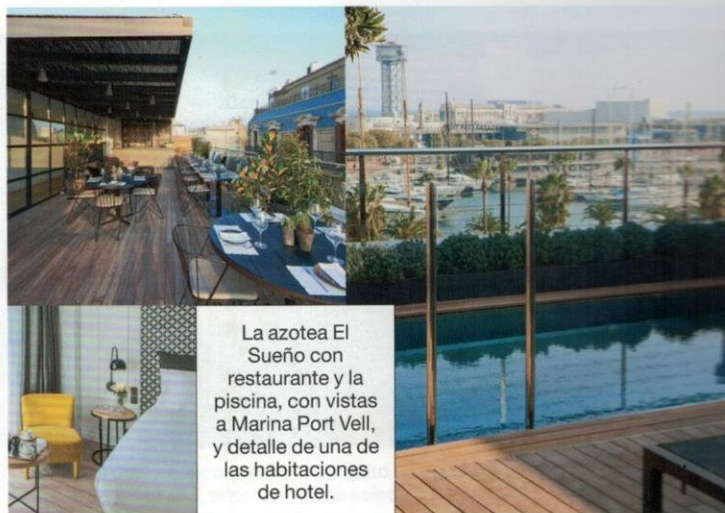 La azotea El
Sueño con
restaurante y la
piscina, con vistas
a Marina Port Vell,
y detalle de una de
las habitaciones
de hotel.